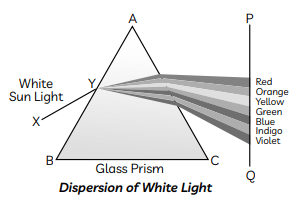 A
P
White
Sun Light
Y
X
Red
Orange
Yellow
Green
Blue
Indigo
Violet
B
C
Glass Prism
Q
Dispersion of White Light